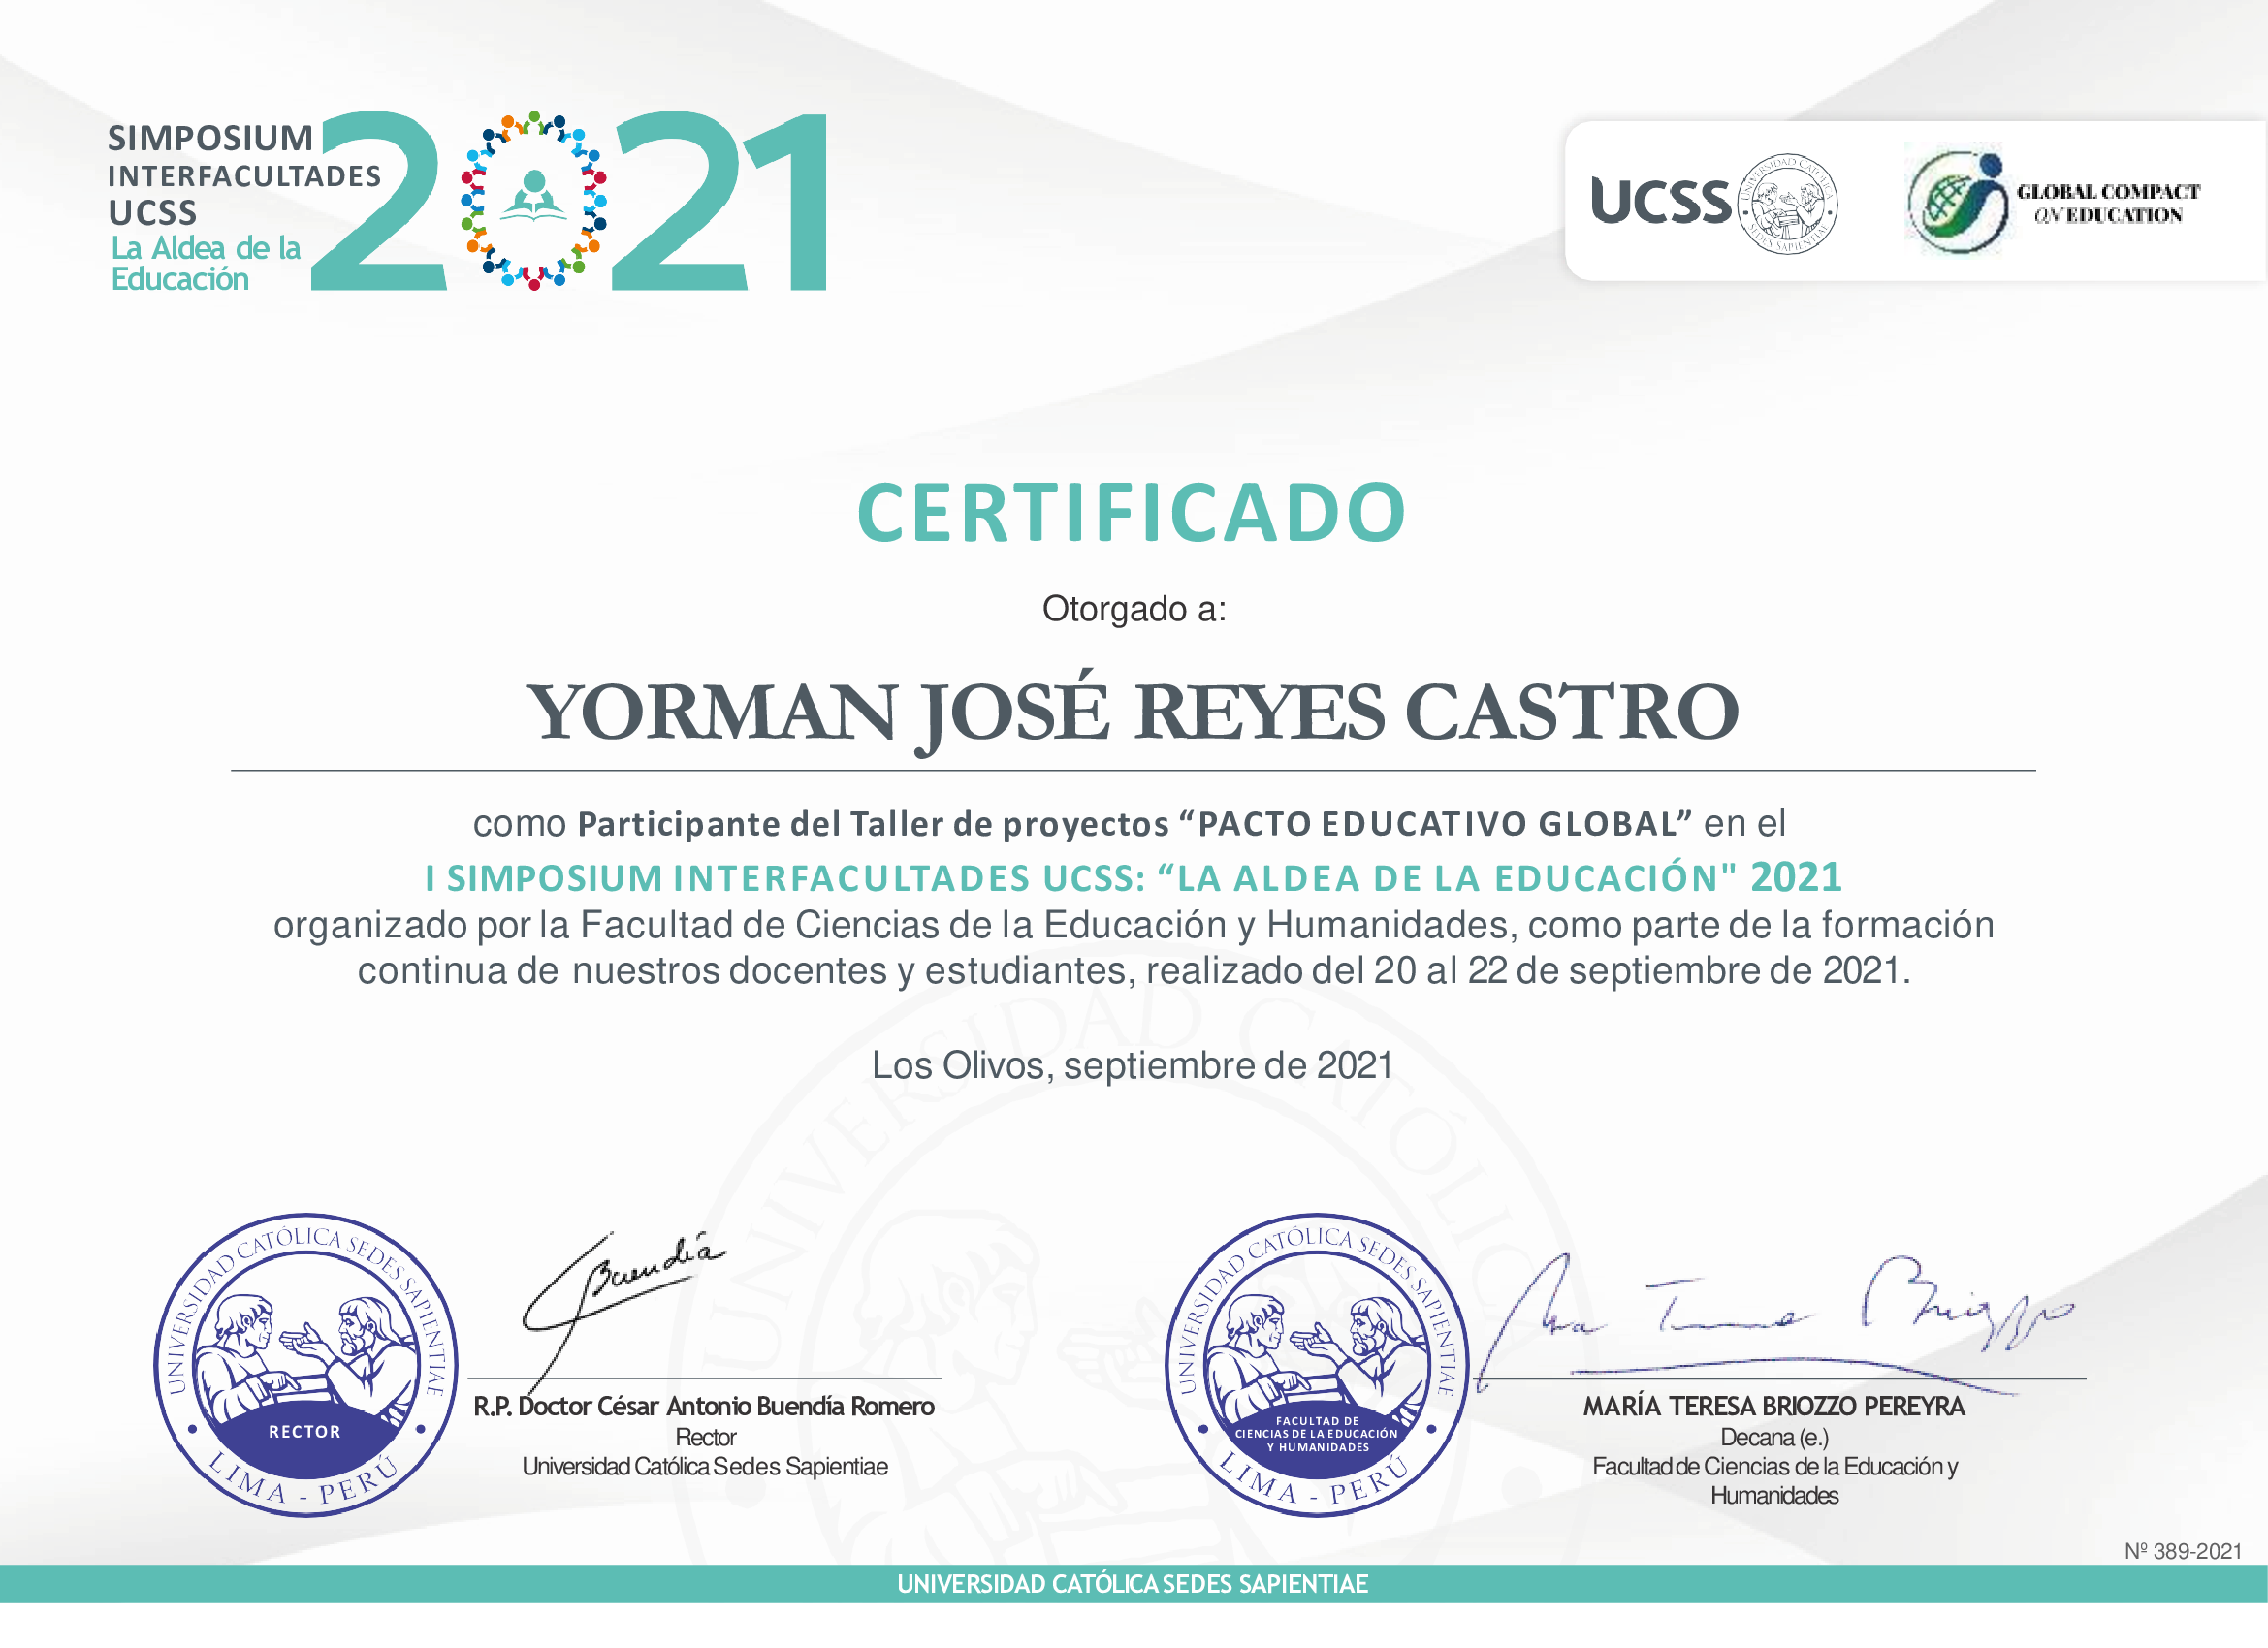 SIMPOSIUM
INTERFACULTADES
UCSS
La Aldea de la
Educación
2021
UCSS
UNIVERSIDAD CATÓLICA
SEDES SAPIENTIAE
GLOBAL COMPACT
ON EDUCATION
CERTIFICADO
Otorgado a:
YORMAN JOSÉ REYES CASTRO
como Participante del Taller de proyectos “PACTO EDUCATIVO GLOBAL” en el
I SIMPOSIUM INTERFACULTADES UCSS: “LA ALDEA DE LA EDUCACIÓN" 2021
organizado por la Facultad de Ciencias de la Educación y Humanidades, como parte de la formación
continua de nuestros docentes y estudiantes, realizado del 20 al 22 de septiembre de 2021.
Los Olivos, septiembre de 2021
UNIVERSIDAD CATÓLICA
UNIVERSIDAD CATÓLICA SEDES SAPIENTIAE
RECTOR
LIMA - PERÚ
Buendía
R.P. Doctor César Antonio Buendía Romero
Rector
Universidad Católica Sedes Sapientiae
UNIVERSIDAD CATÓLICA SEDES SAPIENTIAE
FACULTAD DE
CIENCIAS DE LA EDUCACIÓN
Y HUMANIDADES
LIMA - PERÚ
MARÍA TERESA BRIOZZO PEREYRA
Decana (e.)
Facultad de Ciencias de la Educación y
Humanidades
Nº 389-2021
UNIVERSIDAD CATÓLICA SEDES SAPIENTIAE